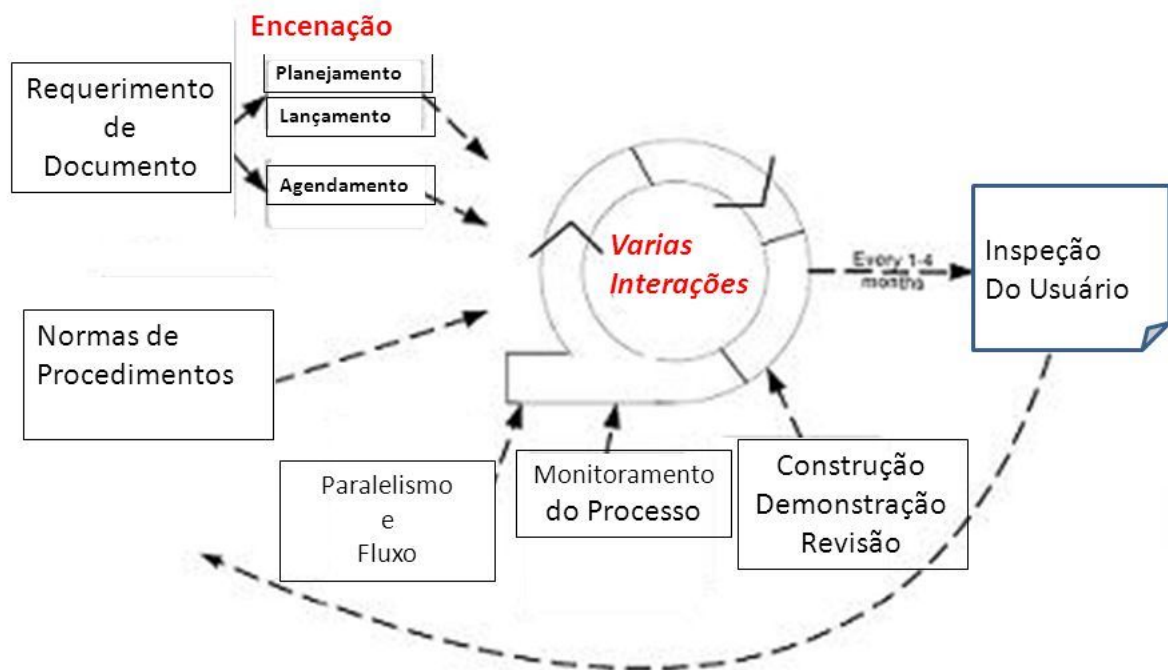 Encenação
Requerimento
de
Documento
Planejamento
Lançamento
Agendamento
Varias
Interações
Every 1-4
months
Inspeção
Do Usuário
Normas de
Procedimentos
Paralelismo
e
Fluxo
Monitoramento
do Processo
Construção
Demonstração
Revisão